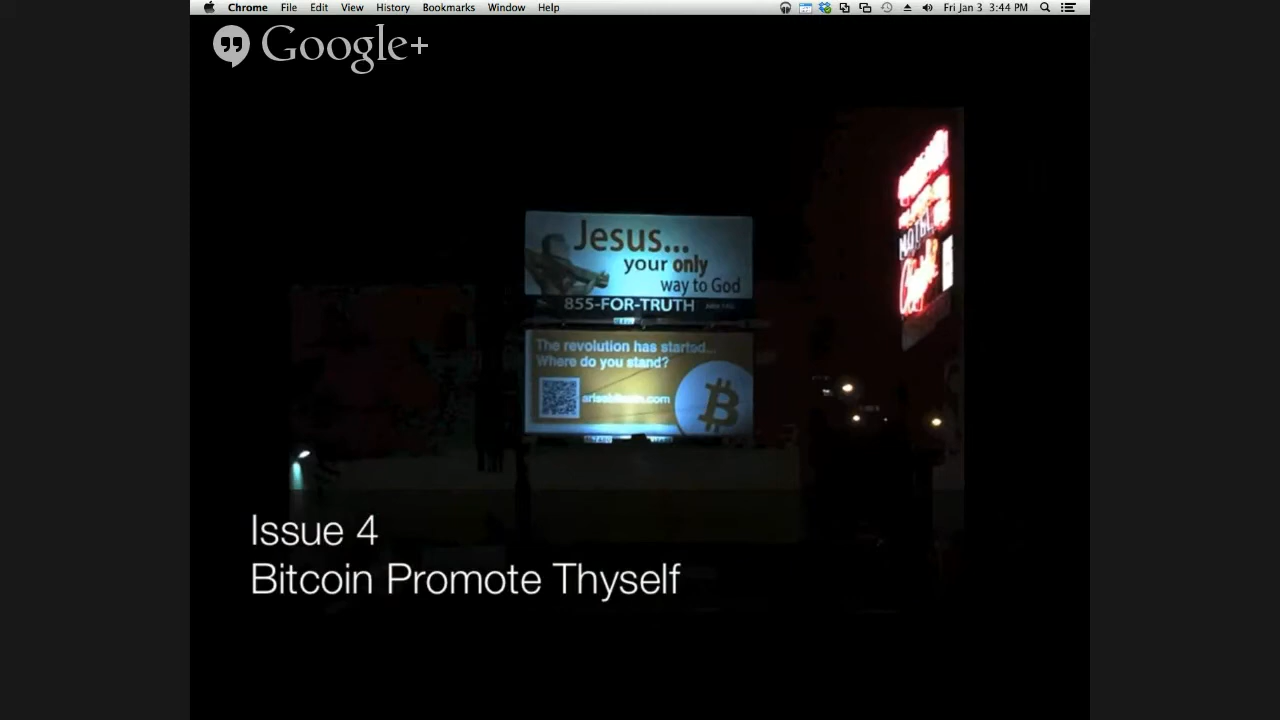 Chrome File Edit View History Bookmarks Window Help Fri Jan 3 3:44 PM
Google+
Jesus...
your only
way to God
855-FOR-TRUTH
The revolution has started...
Where do you stand?
Issue 4
Bitcoin Promote Thyself